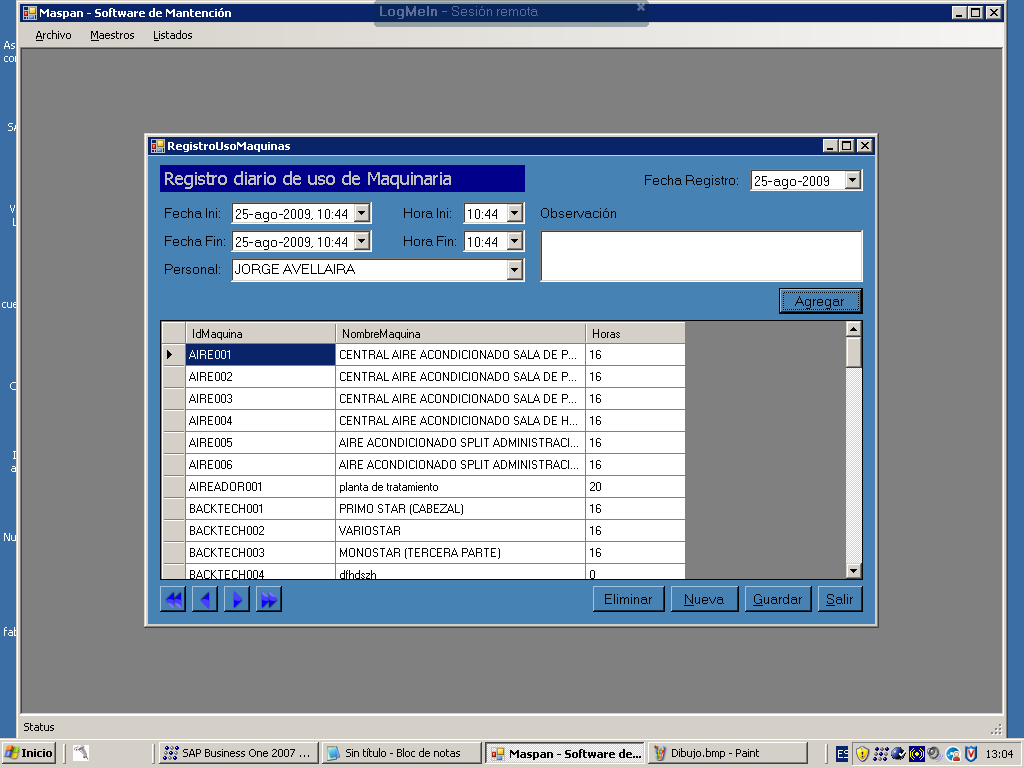 Maspan - Software de Mantención
LogMeIn - Sesión remota
Archivo Maestros Listados
RegistroUsoMaquinas
Registro diario de uso de Maquinaria
Fecha Registro: 25-ago-2009
Fecha Ini: 25-ago-2009, 10:44 Hora Ini: 10:44 Observación
Fecha Fin: 25-ago-2009, 10:44 Hora Fin: 10:44
Personal: JORGE AVELLAIRA
Agregar
IdMaquina NombreMaquina Horas
AIRE001 CENTRAL AIRE ACONDICIONADO SALA DE P... 16
AIRE002 CENTRAL AIRE ACONDICIONADO SALA DE P... 16
AIRE003 CENTRAL AIRE ACONDICIONADO SALA DE P... 16
AIRE004 CENTRAL AIRE ACONDICIONADO SALA DE H... 16
AIRE005 AIRE ACONDICIONADO SPLIT ADMINISTRACI... 16
AIRE006 AIRE ACONDICIONADO SPLIT ADMINISTRACI... 16
AIREADOR001 planta de tratamiento 20
BACKTECH001 PRIMO STAR (CABEZAL) 16
BACKTECH002 VARIOSTAR 16
BACKTECH003 MONOSTAR (TERCERA PARTE) 16
BACKTECH004 dfhdszh 0
Eliminar Nueva Guardar Salir
Status
Inicio SAP Business One 2007 ... Sin título - Bloc de notas Maspan - Software de... Dibujo.bmp - Paint ES 13:04